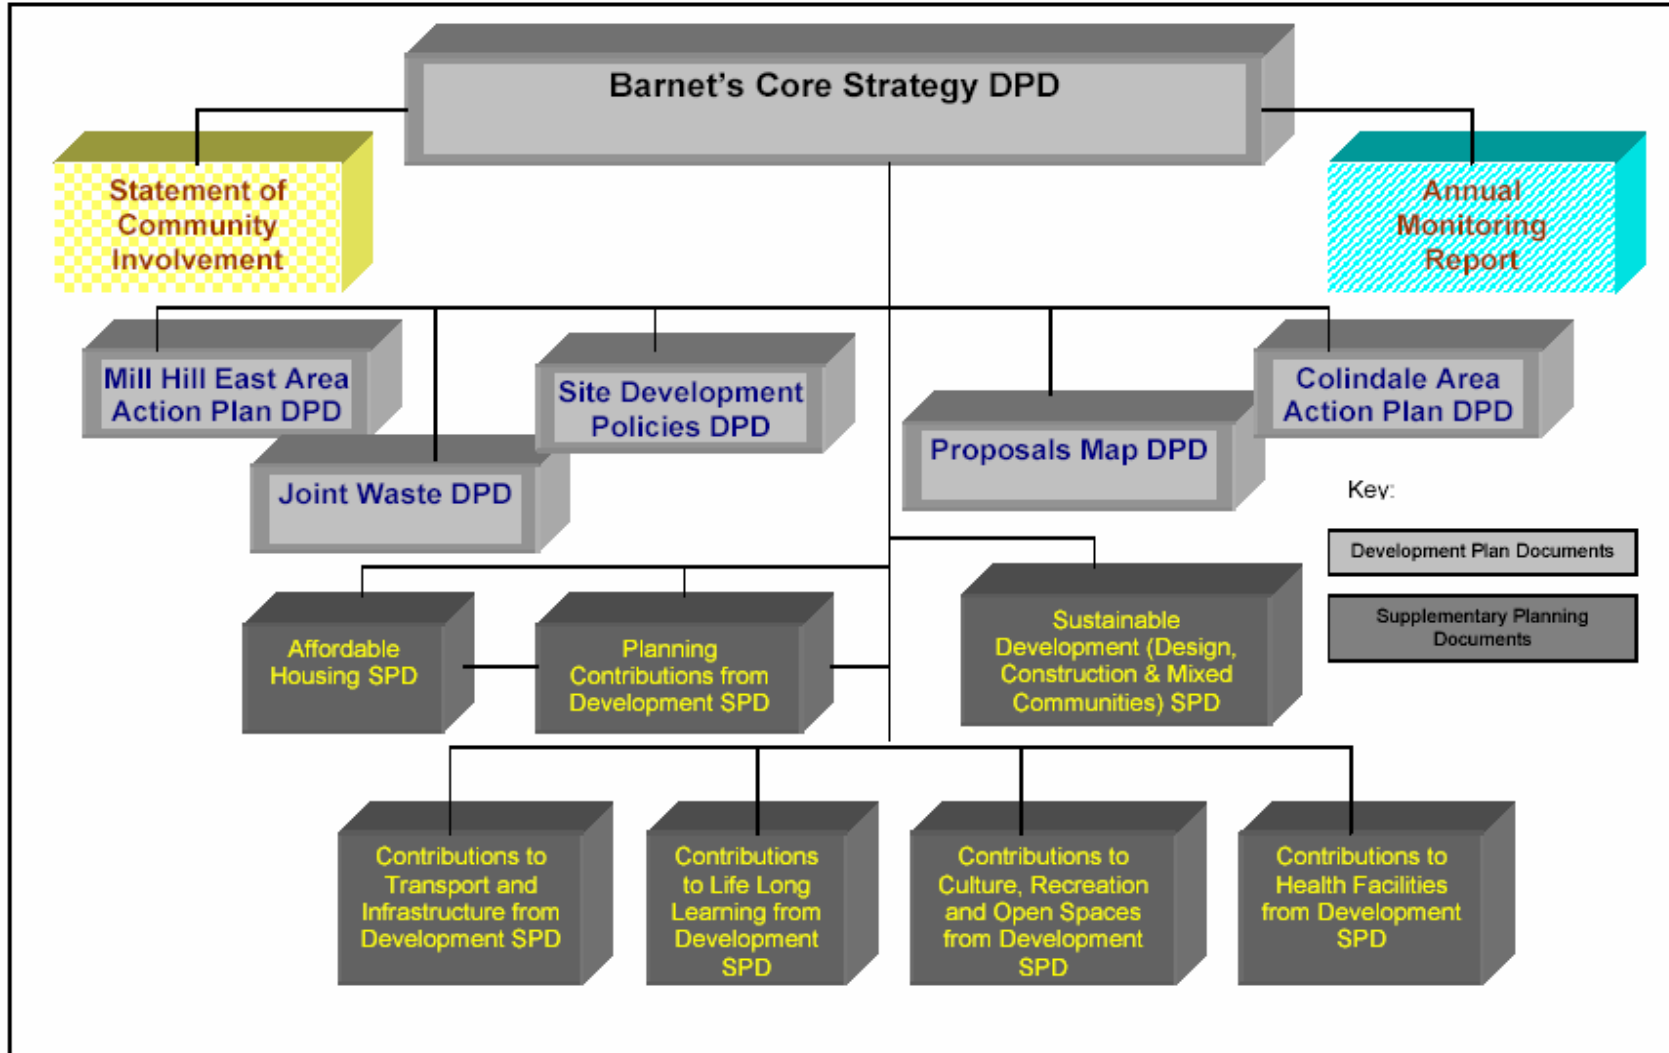 Barnet's Core Strategy DPD
Statement of
Community
Involvement
Annual
Monitoring
Report
Mill Hill East Area
Action Plan DPD
Joint Waste DPD
Site Development
Policies DPD
Proposals Map DPD
Colindale Area
Action Plan DPD
Key:
Development Plan Documents
Supplementary Planning
Documents
Affordable
Housing SPD
Planning
Contributions from
Development SPD
Sustainable
Development (Design,
Construction & Mixed
Communities) SPD
Contributions to
Transport and
Infrastructure from
Development SPD
Contributions
to Life Long
Learning from
Development
SPD
Contributions to
Culture, Recreation
and Open Spaces
from Development
SPD
Contributions to
Health Facilities
from Development
SPD